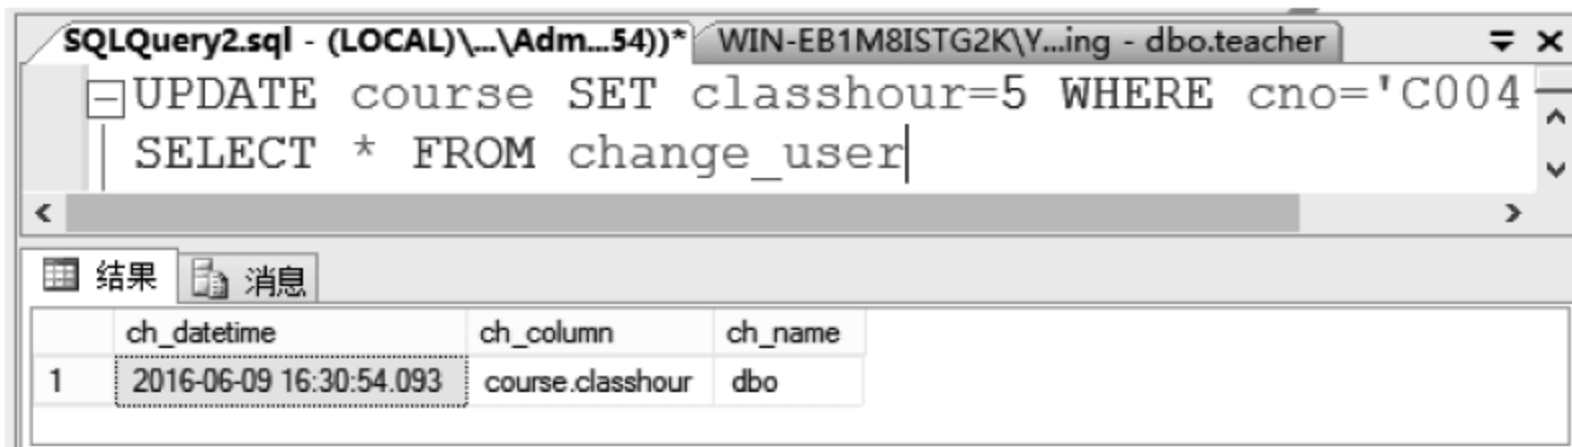 SQLQuery2.sql - (LOCAL)\...\Adm...54))* WIN-EB1M8ISTG2K\Y...ing - dbo.teacher
UPDATE course SET classhour=5 WHERE cno='C004
SELECT * FROM change_user
结果 消息
ch_datetime ch_column ch_name
1 2016-06-09 16:30:54.093 course.classhour dbo